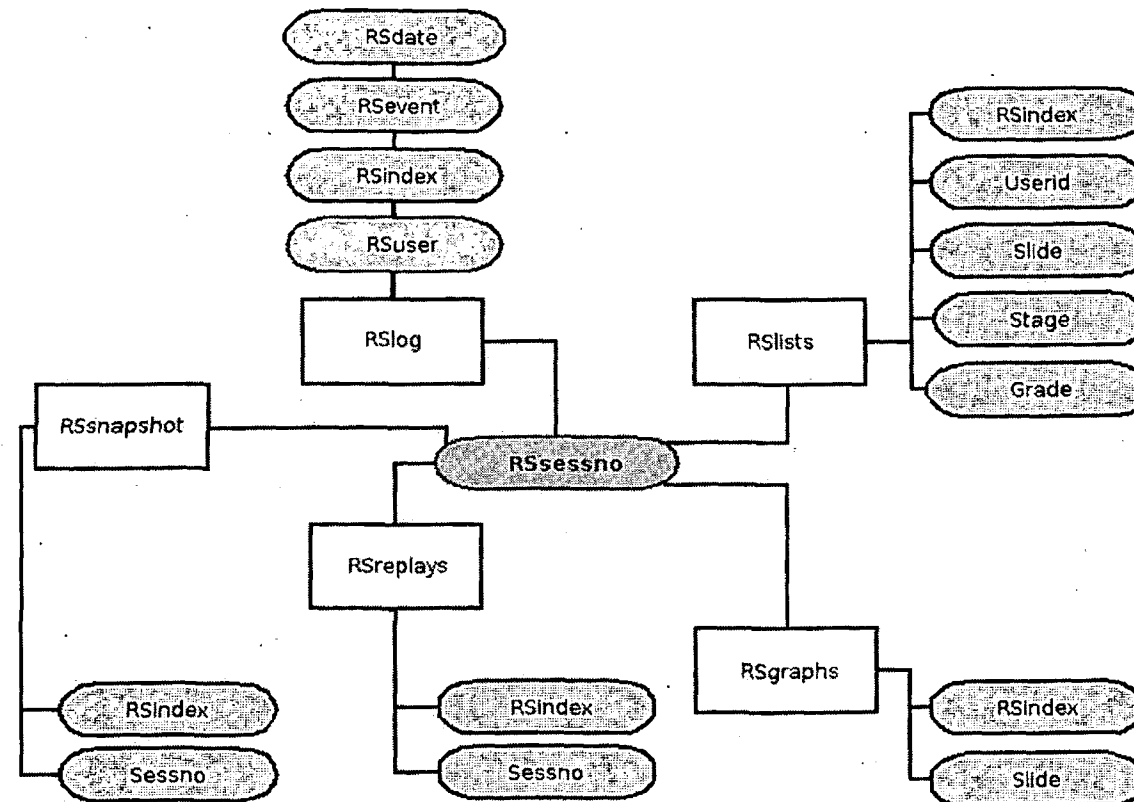 RSdate
RSevent
RSindex
RSuser
RSlog
RSlists
RSindex
Userid
Slide
Stage
Grade
RSsnapshot
RSsessno
RSreplays
RSgraphs
RSindex
Sessno
RSindex
Sessno
RSindex
Slide